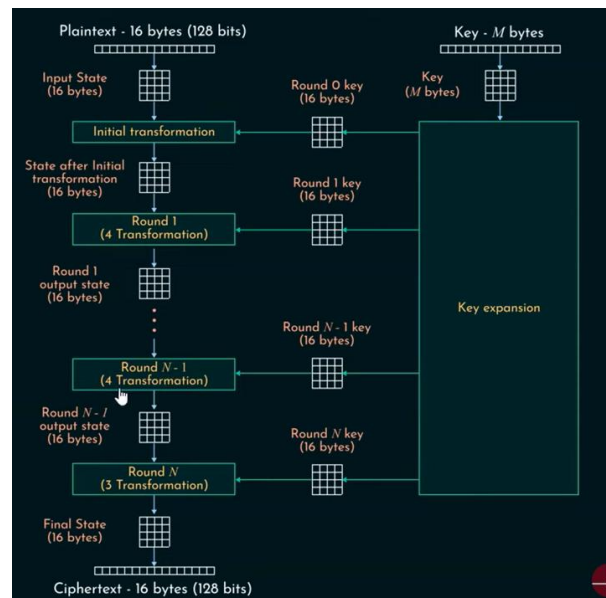 Plaintext - 16 bytes (128 bits)
Key - M bytes
Input State
(16 bytes)
Key
(M bytes)
Round 0 key
(16 bytes)
Initial transformation
State after Initial
transformation
(16 bytes)
Round 1 key
(16 bytes)
Round 1
(4 Transformation)
Round 1
output state
(16 bytes)
Key expansion
Round N - 1 key
(16 bytes)
Round N - 1
(4 Transformation)
Round N - 1
output state
(16 bytes)
Round N key
(16 bytes)
Round N
(3 Transformation)
Final State
(16 bytes)
Ciphertext - 16 bytes (128 bits)